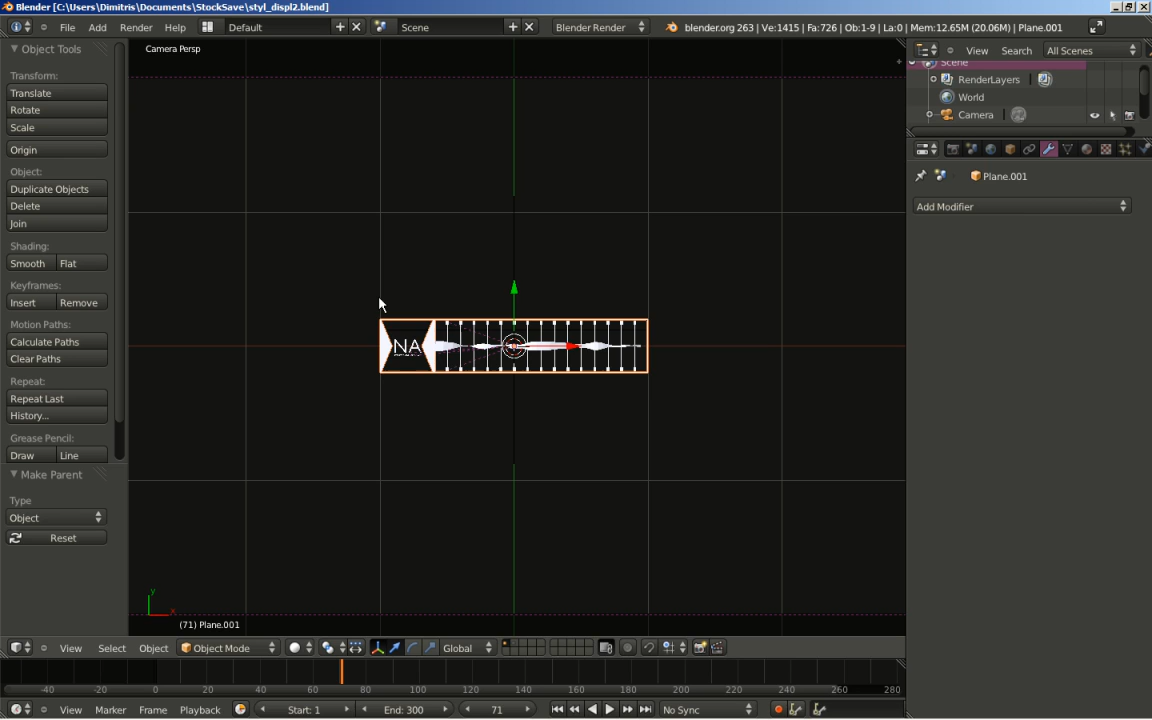 Blender [C:\Users\Dimitris\Documents\StockSave\styl_displ2.blend]
File Add Render Help Default Scene Blender Render blender.org 263 | Ve:1415 | Fa:726 | Ob:1-9 | La:0 | Mem:12.65M (20.06M) | Plane.001
Object Tools
Transform:
Translate
Rotate
Scale
Origin
Object:
Duplicate Objects
Delete
Join
Shading:
Smooth Flat
Keyframes:
Insert Remove
Motion Paths:
Calculate Paths
Clear Paths
Repeat:
Repeat Last
History...
Grease Pencil:
Draw Line
Make Parent
Type
Object
Reset
Camera Persp
NA
y
x
(71) Plane.001
View Search All Scenes
Scene
RenderLayers
World
Camera
Plane.001
Add Modifier
View Select Object Object Mode Global
-40 -20 0 20 40 60 80 100 120 140 160 180 200 220 240 260 280
View Marker Frame Playback Start: 1 End: 300 71 No Sync